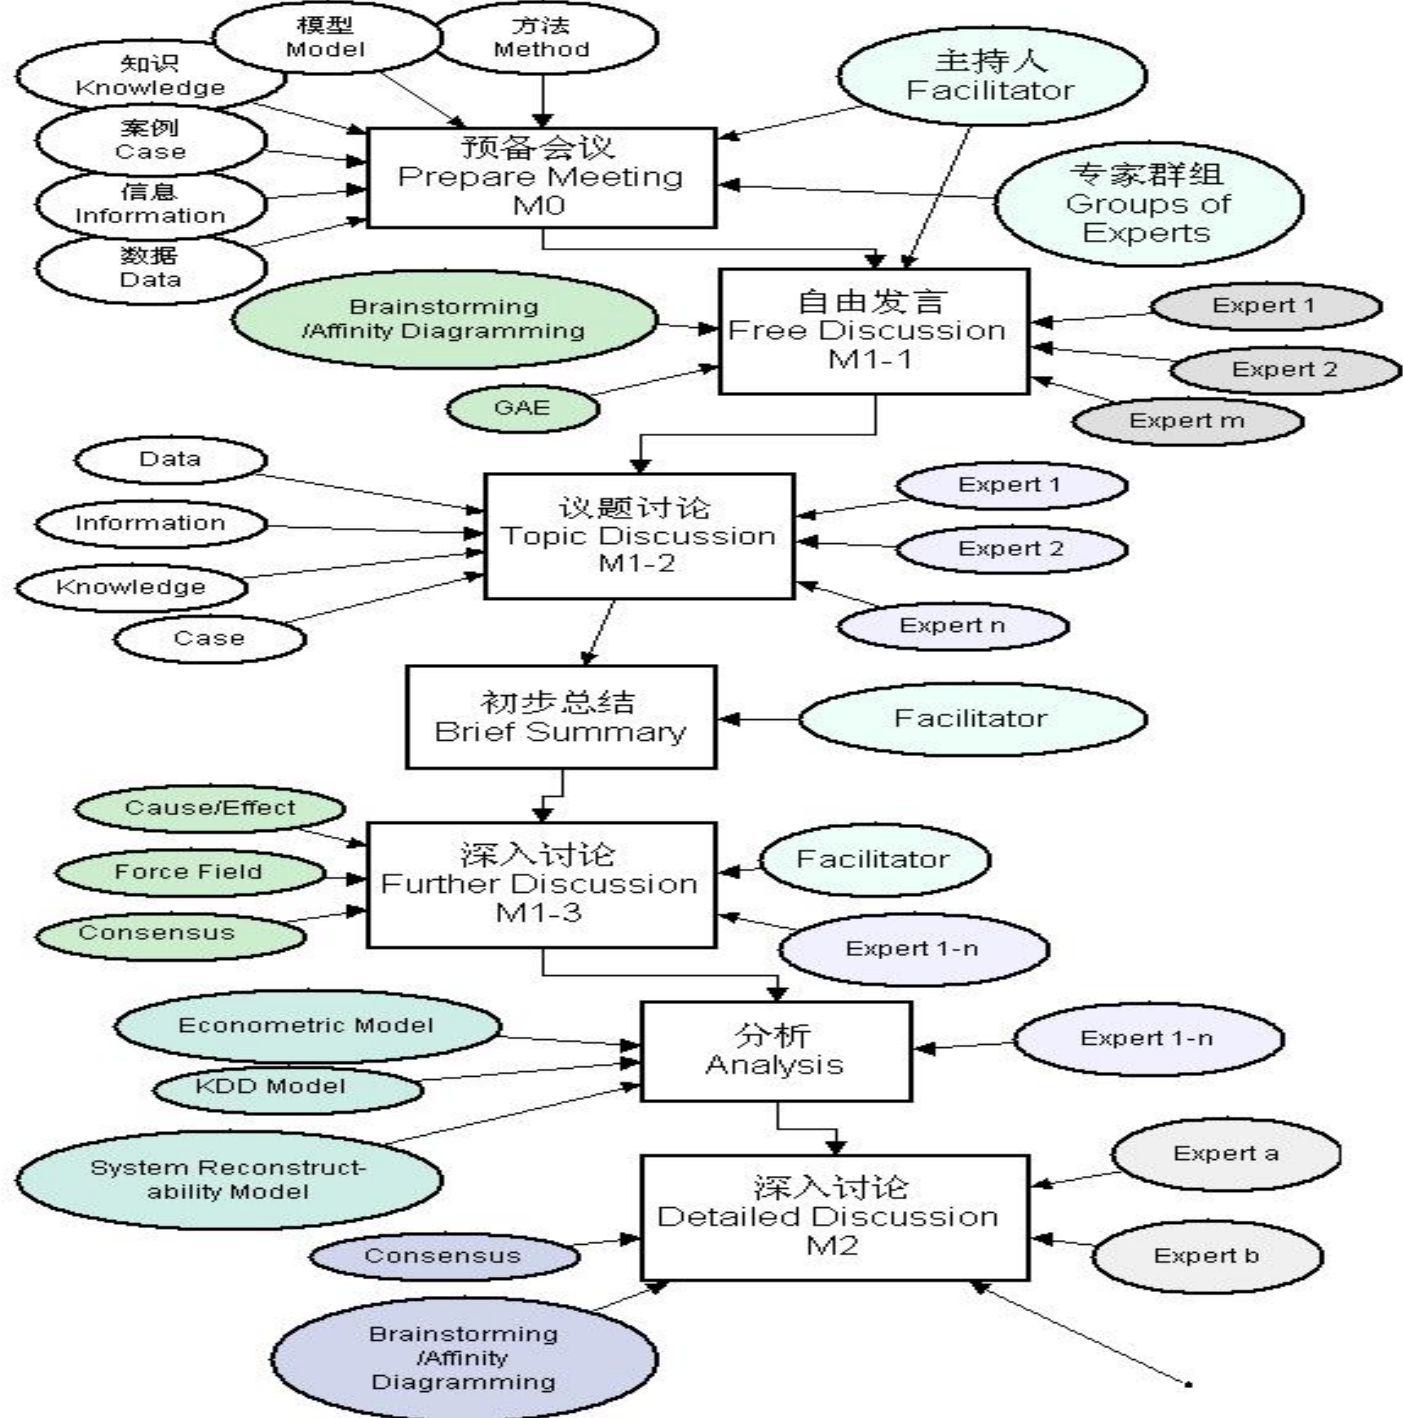 模型
Model
方法
Method
知识
Knowledge
主持人
Facilitator
案例
Case
预备会议
Prepare Meeting
M0
专家群组
Groups of
Experts
信息
Information
数据
Data
Brainstorming
/Affinity Diagramming
自由发言
Free Discussion
M1-1
Expert 1
Expert 2
Expert m
GAE
Data
Information
Knowledge
Case
议题讨论
Topic Discussion
M1-2
Expert 1
Expert 2
Expert n
初步总结
Brief Summary
Facilitator
Cause/Effect
Force Field
Consensus
深入讨论
Further Discussion
M1-3
Facilitator
Expert 1-n
Econometric Model
KDD Model
System Reconstruct-
ability Model
分析
Analysis
Expert 1-n
深入讨论
Detailed Discussion
M2
Expert a
Expert b
Consensus
Brainstorming
/Affinity
Diagramming